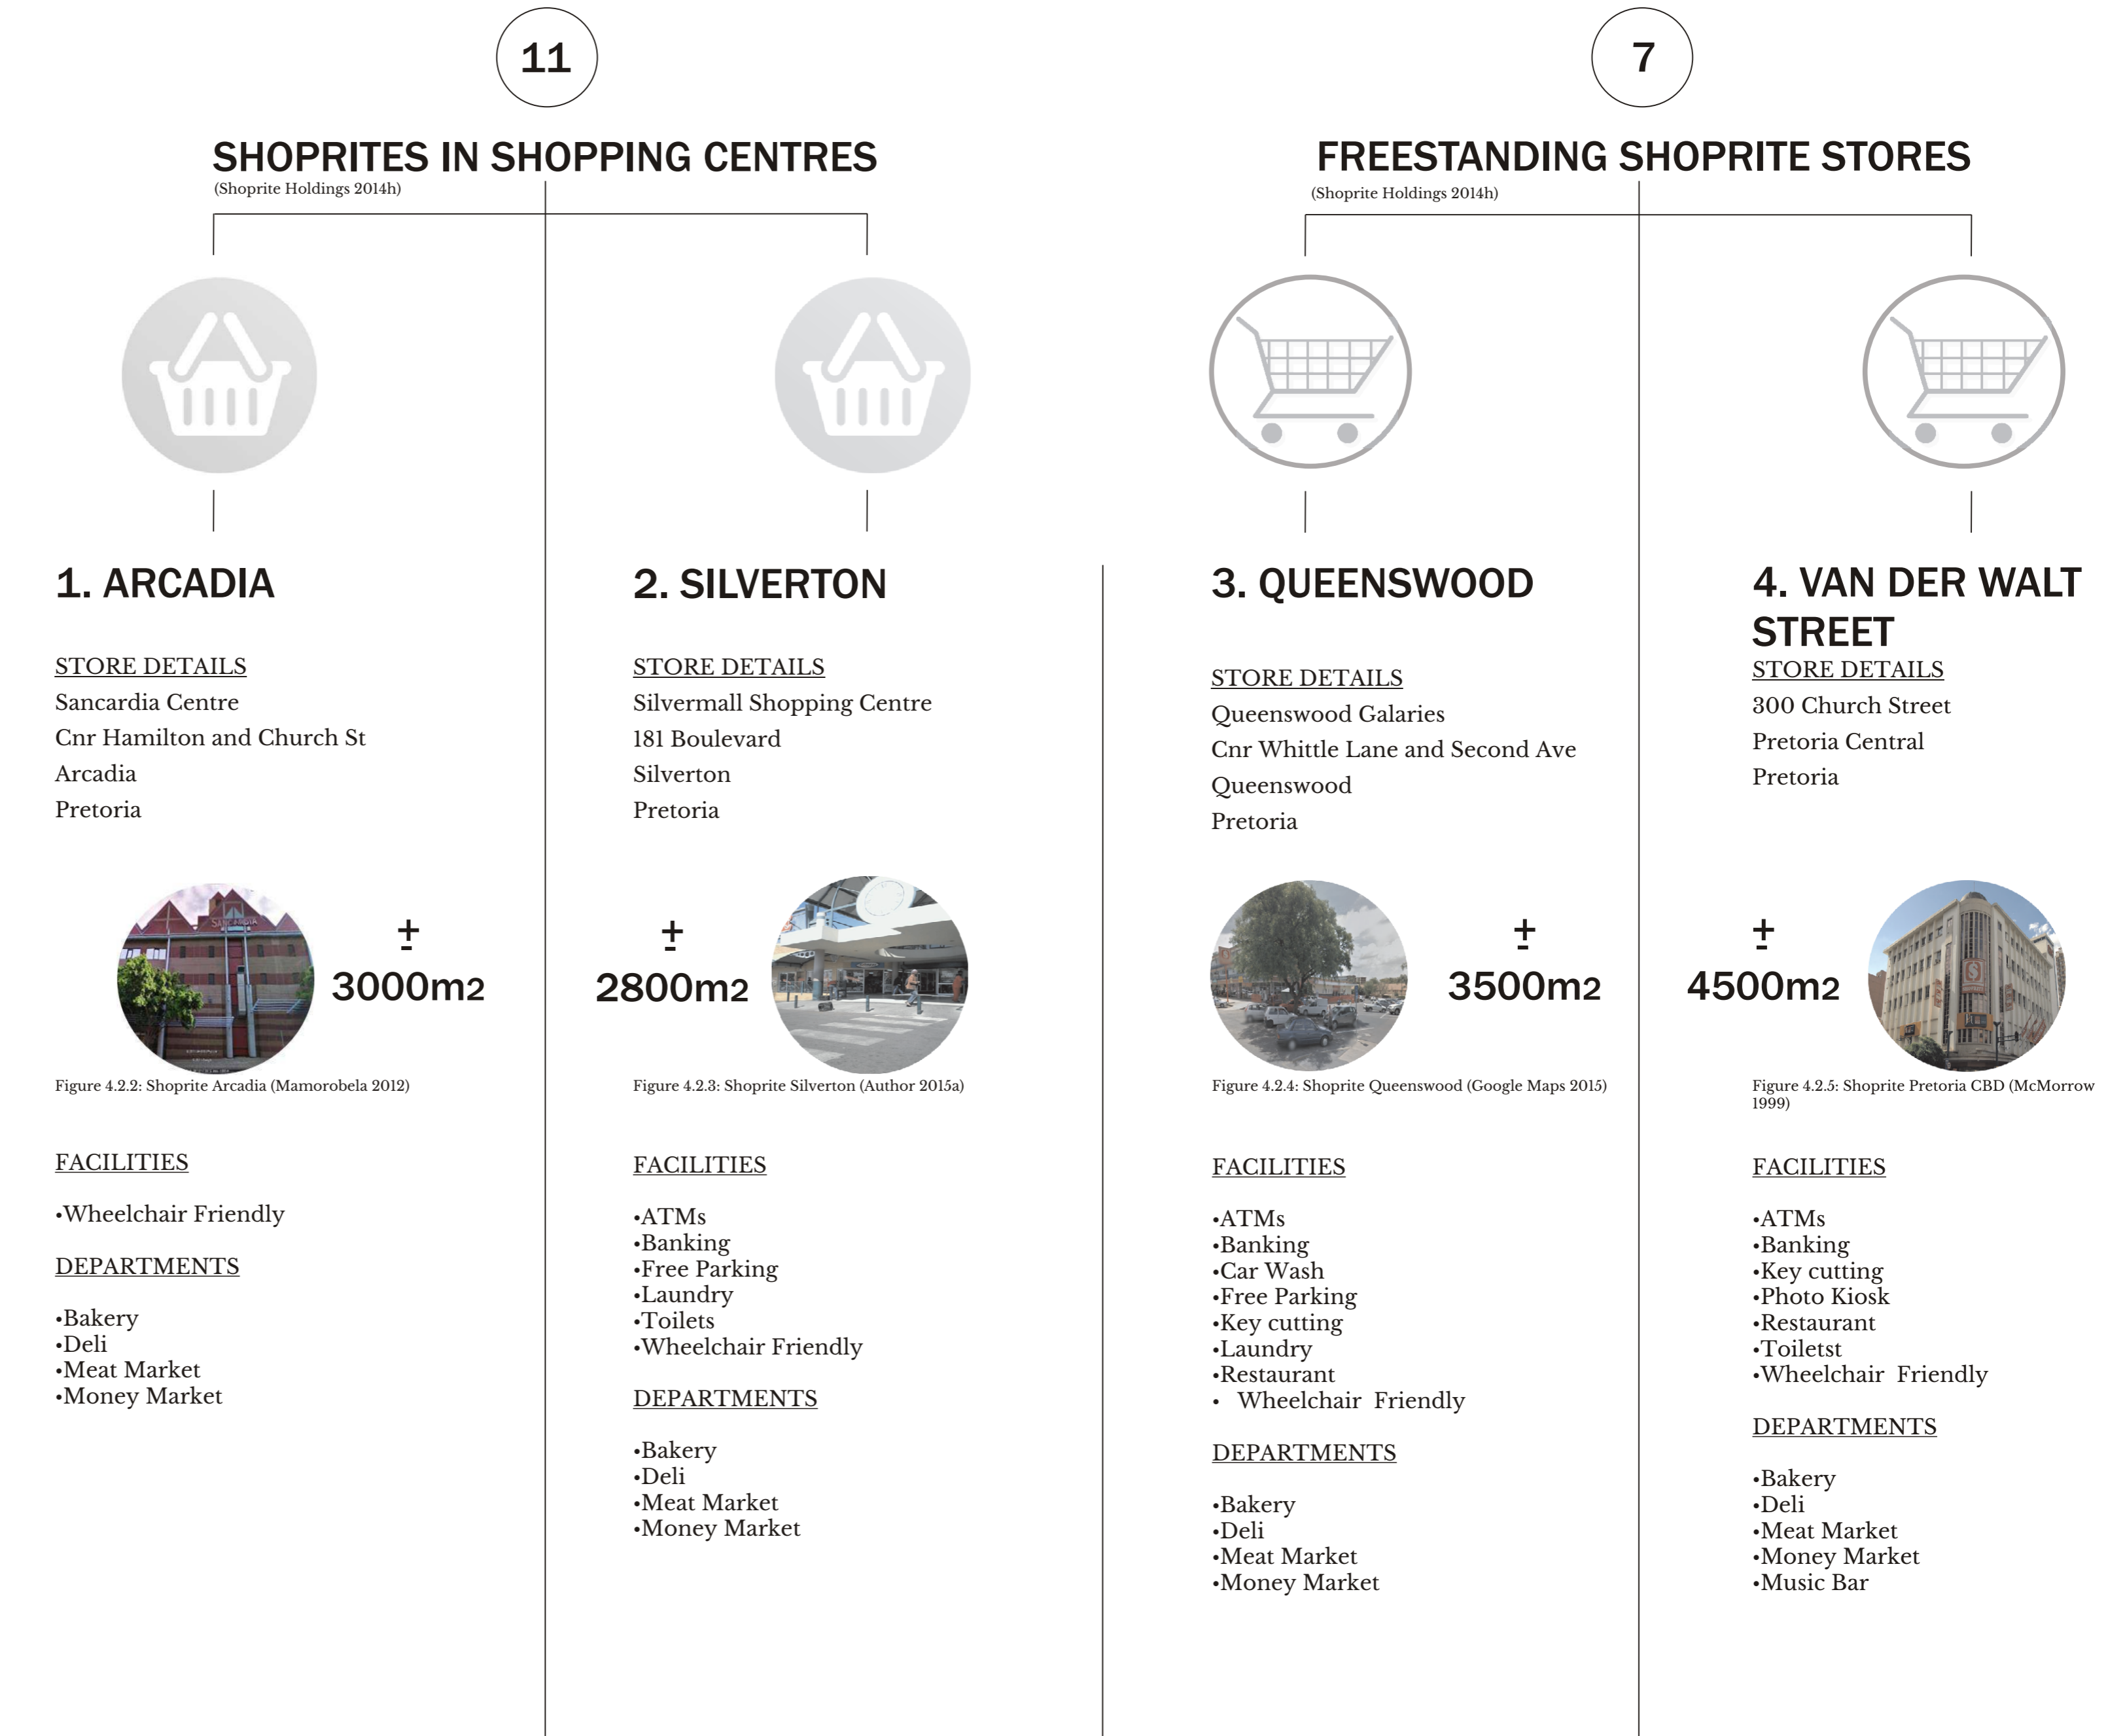 11
SHOPRITES IN SHOPPING CENTRES
(Shoprite Holdings 2014h)
1. ARCADIA
STORE DETAILS
Sancardia Centre
Cnr Hamilton and Church St
Arcadia
Pretoria
SANCARDIA
±
3000m2
Figure 4.2.2: Shoprite Arcadia (Mamorobela 2012)
FACILITIES
•Wheelchair Friendly
DEPARTMENTS
•Bakery
•Deli
•Meat Market
•Money Market
2. SILVERTON
STORE DETAILS
Silvermall Shopping Centre
181 Boulevard
Silverton
Pretoria
±
2800m2
Figure 4.2.3: Shoprite Silverton (Author 2015a)
FACILITIES
•ATMs
•Banking
•Free Parking
•Laundry
•Toilets
•Wheelchair Friendly
DEPARTMENTS
•Bakery
•Deli
•Meat Market
•Money Market
7
FREESTANDING SHOPRITE STORES
(Shoprite Holdings 2014h)
3. QUEENSWOOD
STORE DETAILS
Queenswood Galaries
Cnr Whittle Lane and Second Ave
Queenswood
Pretoria
±
3500m2
Figure 4.2.4: Shoprite Queenswood (Google Maps 2015)
FACILITIES
•ATMs
•Banking
•Car Wash
•Free Parking
•Key cutting
•Laundry
•Restaurant
• Wheelchair Friendly
DEPARTMENTS
•Bakery
•Deli
•Meat Market
•Money Market
4. VAN DER WALT
STREET
STORE DETAILS
300 Church Street
Pretoria Central
Pretoria
±
4500m2
Figure 4.2.5: Shoprite Pretoria CBD (McMorrow
1999)
FACILITIES
•ATMs
•Banking
•Key cutting
•Photo Kiosk
•Restaurant
•Toiletst
•Wheelchair Friendly
DEPARTMENTS
•Bakery
•Deli
•Meat Market
•Money Market
•Music Bar